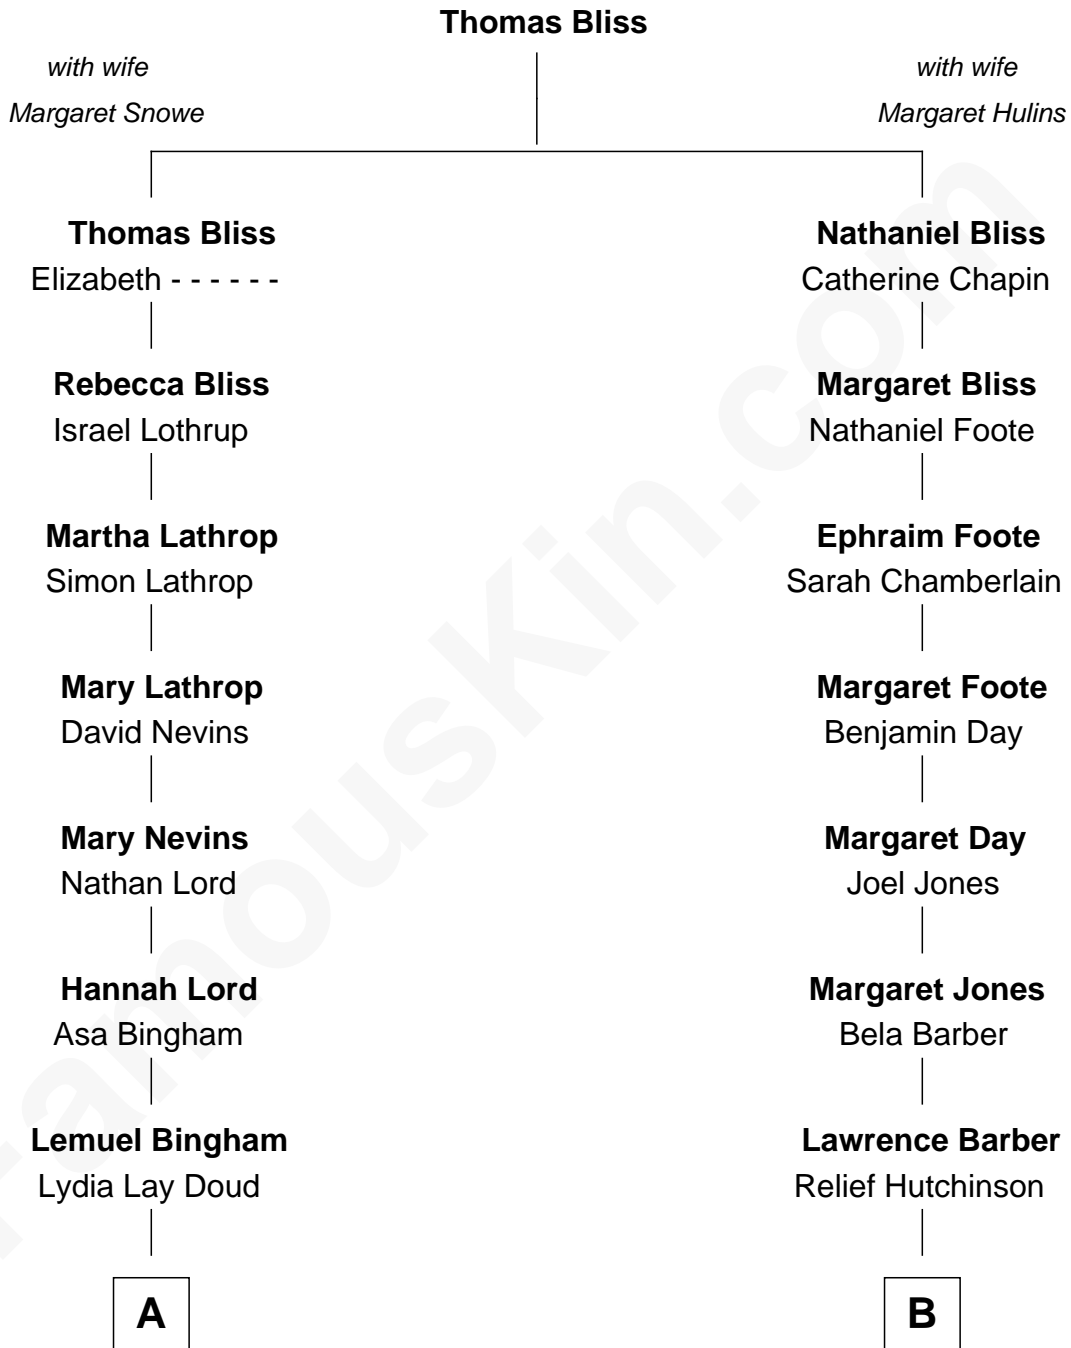 Thomas Bliss
with wife
Margaret Snowe
with wife
Margaret Hulins
Thomas Bliss
Elizabeth - - - - - -
Nathaniel Bliss
Catherine Chapin
Rebecca Bliss
Israel Lothrup
Margaret Bliss
Nathaniel Foote
Martha Lathrop
Simon Lathrop
Ephraim Foote
Sarah Chamberlain
Mary Lathrop
David Nevins
Margaret Foote
Benjamin Day
Mary Nevins
Nathan Lord
Margaret Day
Joel Jones
Hannah Lord
Asa Bingham
Margaret Jones
Bela Barber
Lemuel Bingham
Lydia Lay Doud
Lawrence Barber
Relief Hutchinson
A
B
FamousKin.com